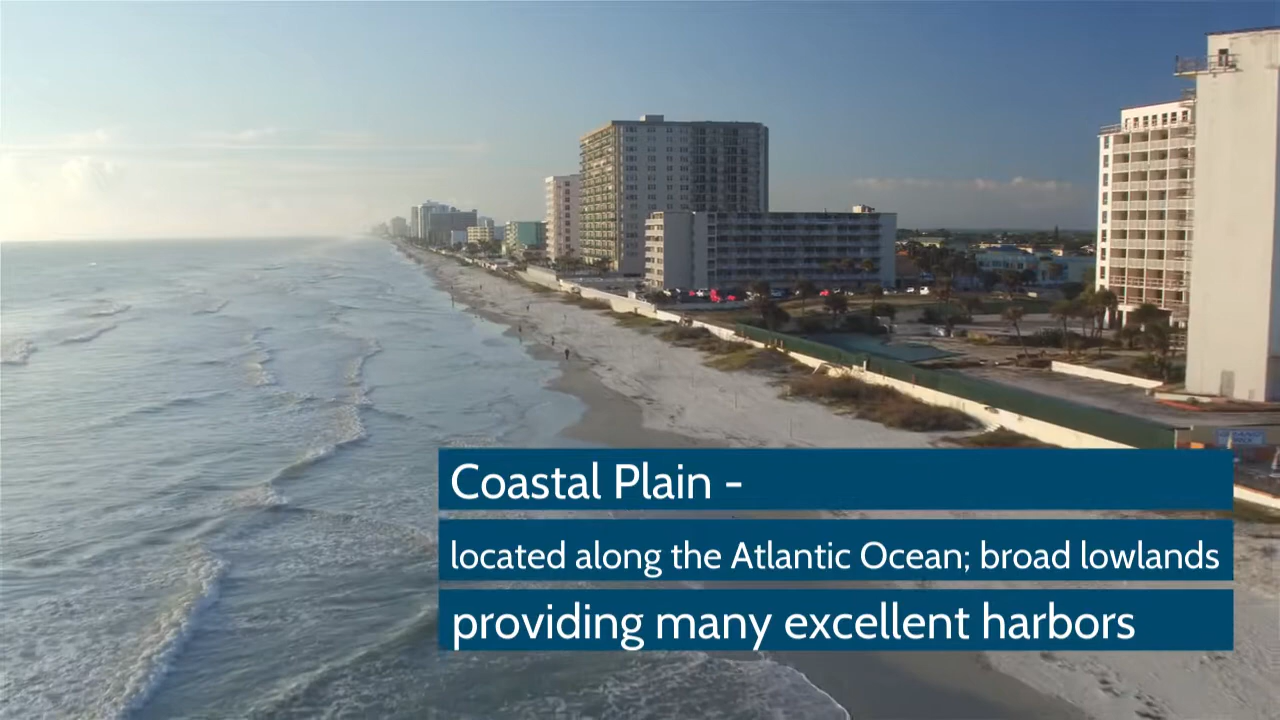 Coastal Plain -
located along the Atlantic Ocean; broad lowlands
providing many excellent harbors